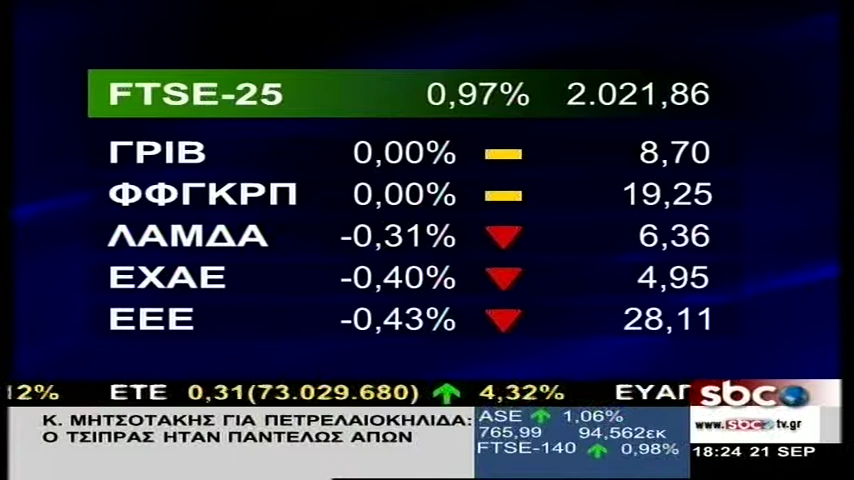 FTSE-25 0,97% 2.021,86
ΓΡΙΒ 0,00% 8,70
ΦΦΓΚΡΠ 0,00% 19,25
ΛΑΜΔΑ -0,31% 6,36
ΕΧΑΕ -0,40% 4,95
ΕΕΕ -0,43% 28,11
12% ΕΤΕ 0,31(73.029.680) 4,32% ΕΥΑΠ
sbc
Κ. ΜΗΤΣΟΤΑΚΗΣ ΓΙΑ ΠΕΤΡΕΛΑΙΟΚΗΛΙΔΑ:
Ο ΤΣΙΠΡΑΣ ΗΤΑΝ ΠΑΝΤΕΛΩΣ ΑΠΩΝ
ASE 1,06%
765,99 94,562εκ
FTSE-140 0,98%
www.sbctv.gr
18:24 21 SEP